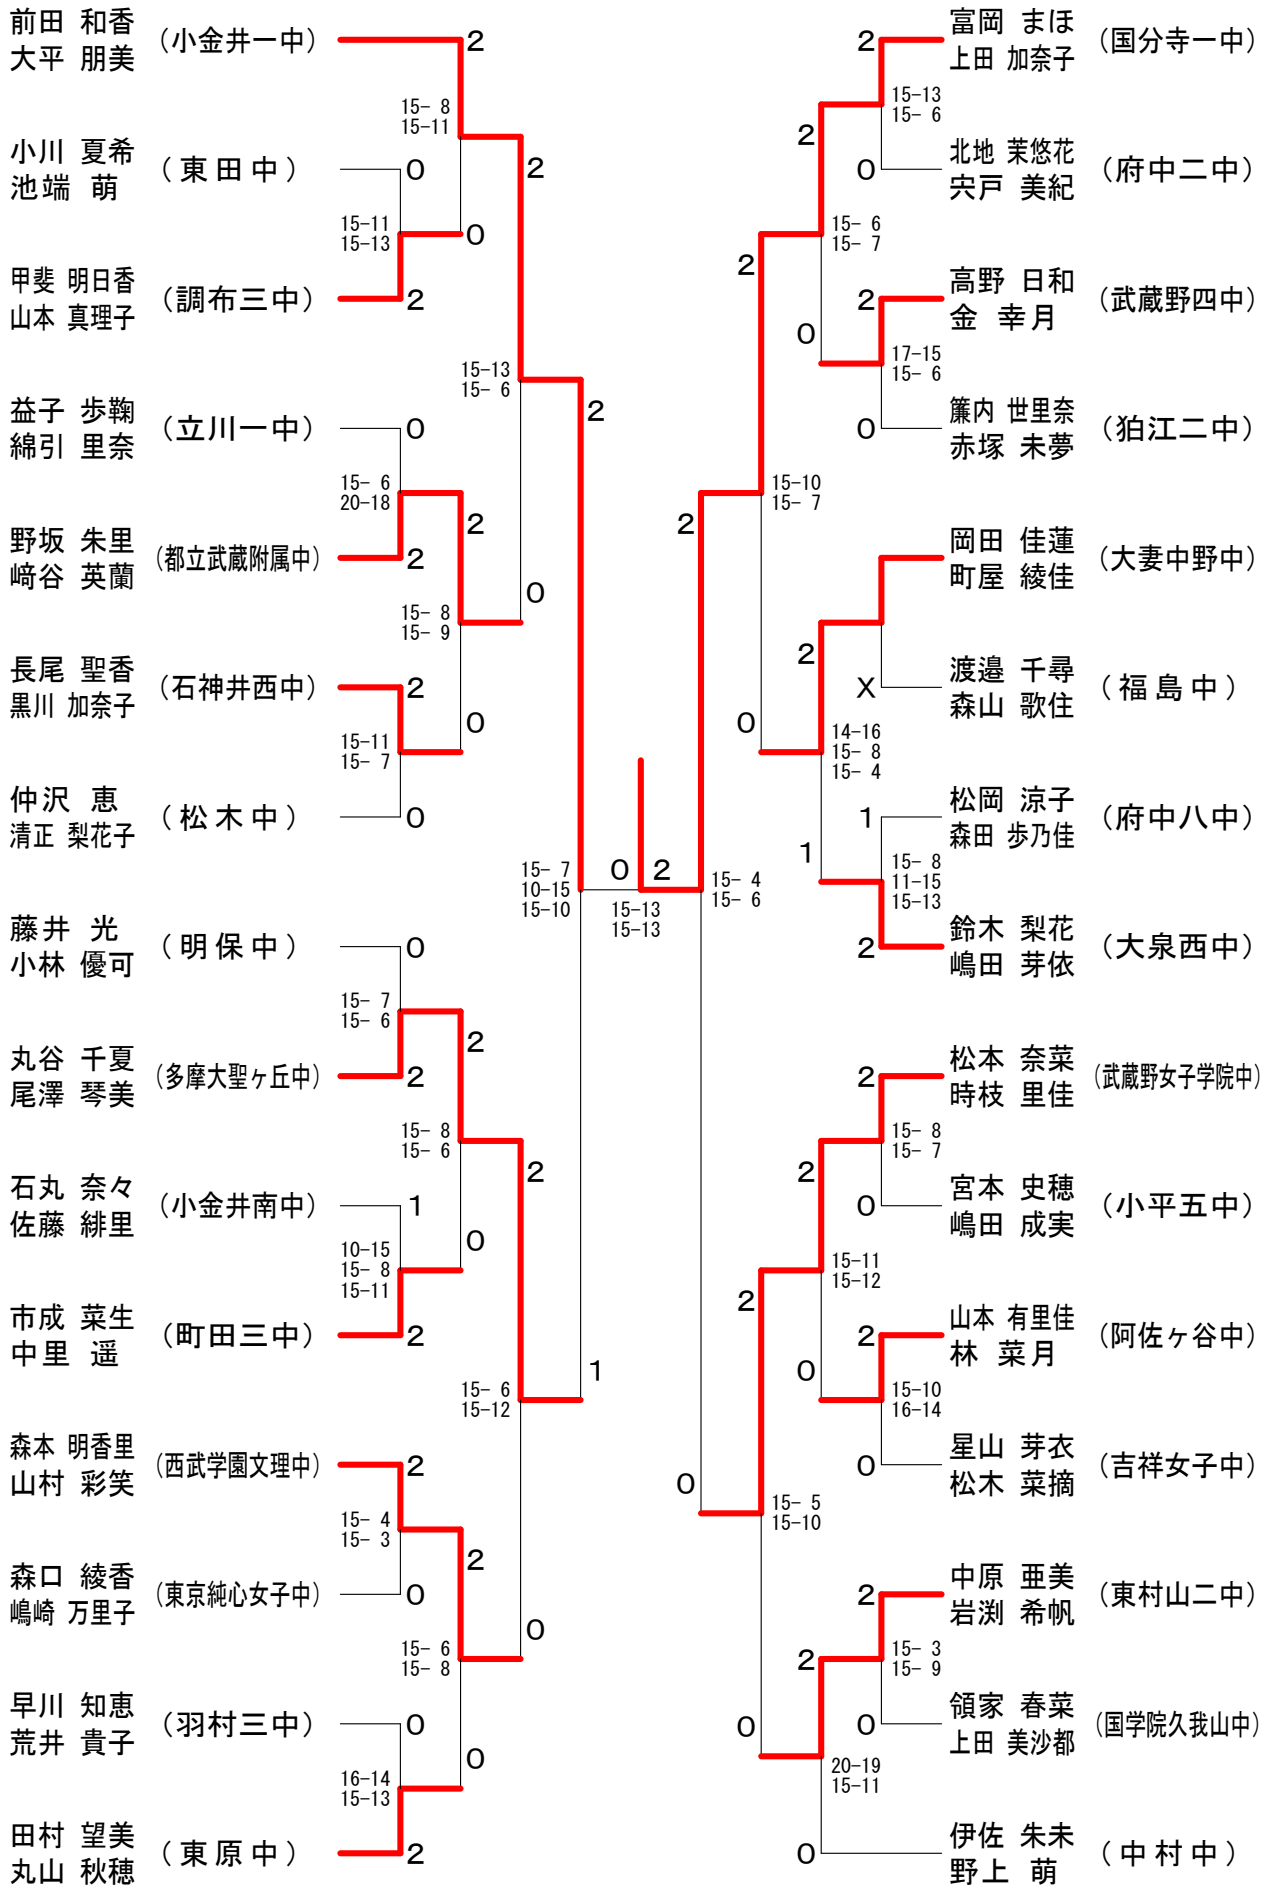 前田 和香
大平 朋美
(小金井一中)
2
15- 8
15-11
小川 夏希
池端 萌
(東田中)
0
2
15-11
15-13
0
甲斐 明日香
山本 真理子
(調布三中)
2
15-13
15- 6
2
益子 歩鞠
綿引 里奈
(立川一中)
0
15- 6
20-18
2
野坂 朱里
﨑谷 英蘭
(都立武蔵附属中)
2
0
15- 8
15- 9
長尾 聖香
黒川 加奈子
(石神井西中)
2
0
15-11
15- 7
仲沢 恵
清正 梨花子
(松木中)
0
15- 7
10-15
15-10
藤井 光
小林 優可
(明保中)
0
15- 7
15- 6
2
丸谷 千夏
尾澤 琴美
(多摩大聖ヶ丘中)
2
15- 8
15- 6
2
石丸 奈々
佐藤 緋里
(小金井南中)
1
0
10-15
15- 8
15-11
市成 菜生
中里 遥
(町田三中)
2
1
15- 6
15-12
森本 明香里
山村 彩笑
(西武学園文理中)
2
15- 4
15- 3
2
森口 綾香
嶋崎 万里子
(東京純心女子中)
0
0
15- 6
15- 8
早川 知恵
荒井 貴子
(羽村三中)
0
0
16-14
15-13
田村 望美
丸山 秋穂
(東原中)
2
0
2
15-13
15-13
2
富岡 まほ
上田 加奈子
(国分寺一中)
15-13
15- 6
2
0
北地 茉悠花
宍戸 美紀
(府中二中)
15- 6
15- 7
2
2
高野 日和
金 幸月
(武蔵野四中)
0
17-15
15- 6
0
簾内 世里奈
赤塚 未夢
(狛江二中)
15-10
15- 7
2
岡田 佳蓮
町屋 綾佳
(大妻中野中)
2
X
渡邉 千尋
森山 歌住
(福島中)
0
14-16
15- 8
15- 4
1
松岡 涼子
森田 歩乃佳
(府中八中)
1
15- 8
11-15
15-13
15- 4
15- 6
2
鈴木 梨花
嶋田 芽依
(大泉西中)
2
松本 奈菜
時枝 里佳
(武蔵野女子学院中)
15- 8
15- 7
2
0
宮本 史穂
嶋田 成実
(小平五中)
15-11
15-12
2
2
山本 有里佳
林 菜月
(阿佐ヶ谷中)
0
15-10
16-14
0
星山 芽衣
松木 菜摘
(吉祥女子中)
0
15- 5
15-10
2
中原 亜美
岩渕 希帆
(東村山二中)
2
15- 3
15- 9
0
0
領家 春菜
上田 美沙都
(国学院久我山中)
20-19
15-11
0
伊佐 朱未
野上 萌
(中村中)